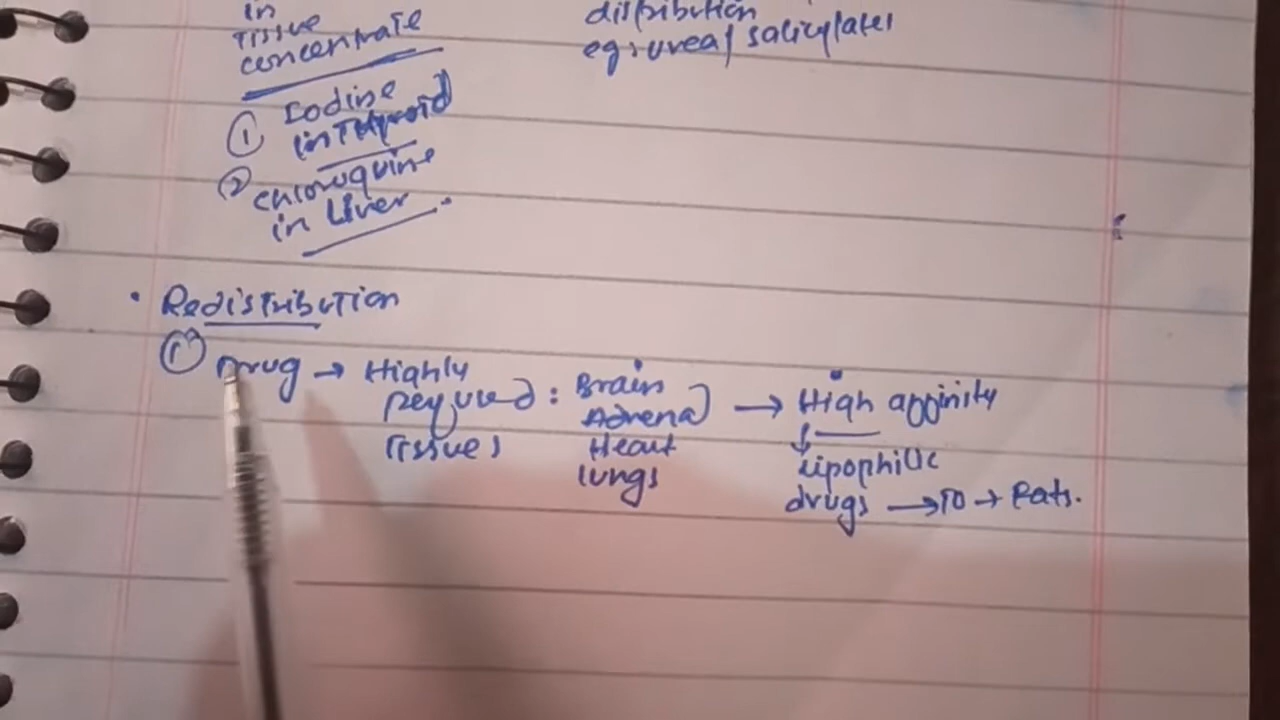 in
Tissue
concentrate
① Iodine
in Thyroid
② chloroquine
in Liver
distribution
eg: urea / salicylates
• Redistribution
① Drug → Highly
perfused :
Tissues
Brain
Adrenal
Heart
lungs
→ High affinity
↓
lipophilic
drugs → To → Fats.